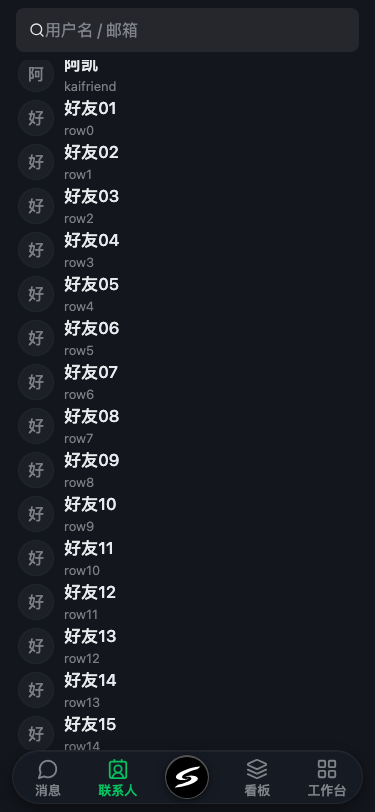 用户名 / 邮箱
阿
阿凯
kaifriend
好
好友01
row0
好
好友02
row1
好
好友03
row2
好
好友04
row3
好
好友05
row4
好
好友06
row5
好
好友07
row6
好
好友08
row7
好
好友09
row8
好
好友10
row9
好
好友11
row10
好
好友12
row11
好
好友13
row12
好
好友14
row13
好
好友15
row14
消息
联系人
看板
工作台